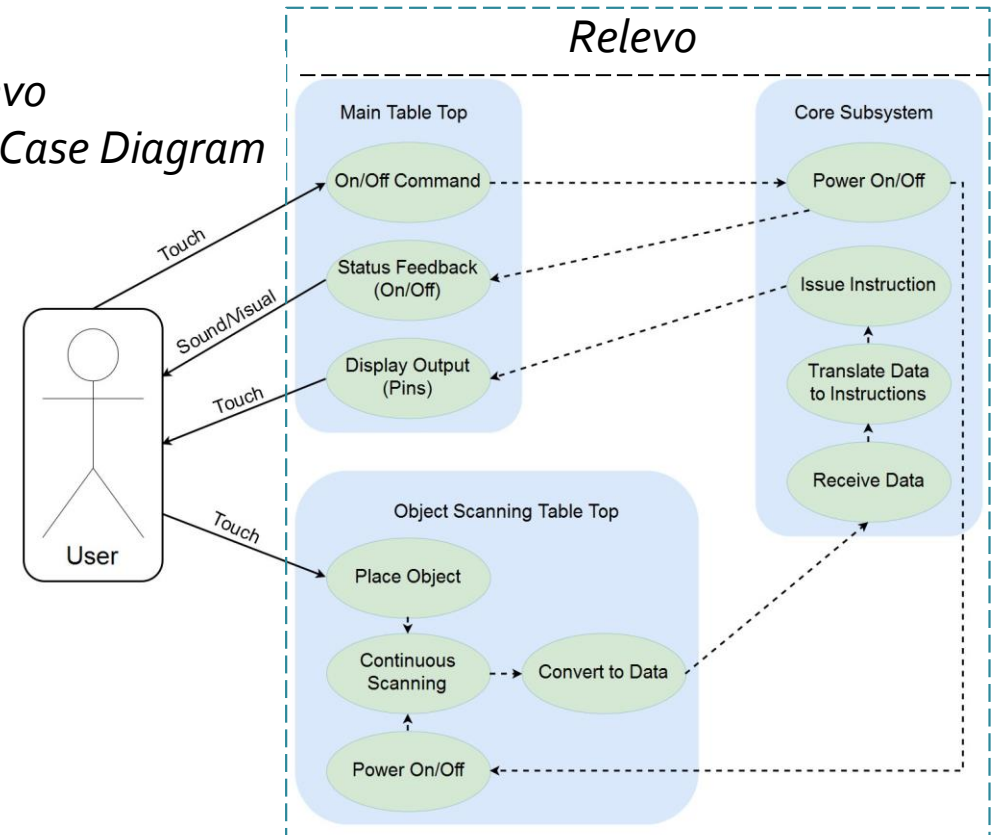 Relevo
vo
Case Diagram
Main Table Top
On/Off Command
Status Feedback
(On/Off)
Display Output
(Pins)
Core Subsystem
Power On/Off
Issue Instruction
Translate Data
to Instructions
Receive Data
Touch
Sound/Visual
Touch
Touch
User
Object Scanning Table Top
Place Object
Continuous
Scanning
Convert to Data
Power On/Off